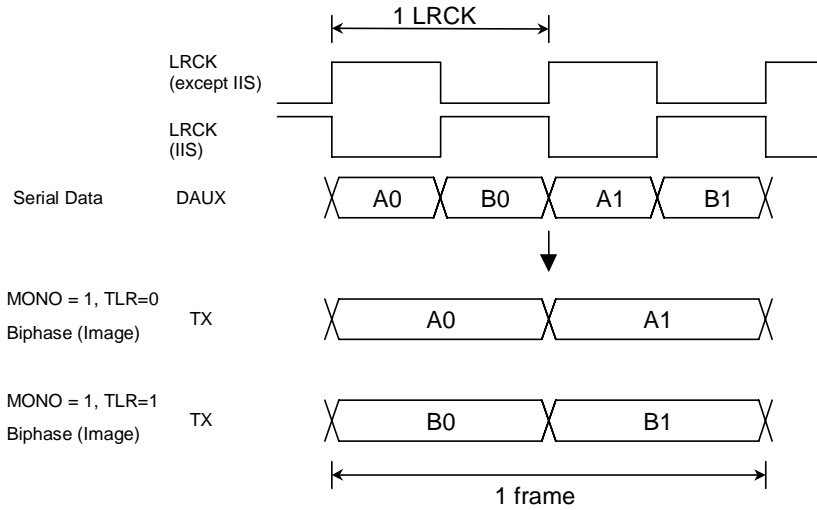 1 LRCK
LRCK
(except IIS)
LRCK
(IIS)
Serial Data DAUX A0 B0 A1 B1
MONO = 1, TLR=0
Biphase (Image)
TX A0 A1
MONO = 1, TLR=1
Biphase (Image)
TX B0 B1
1 frame